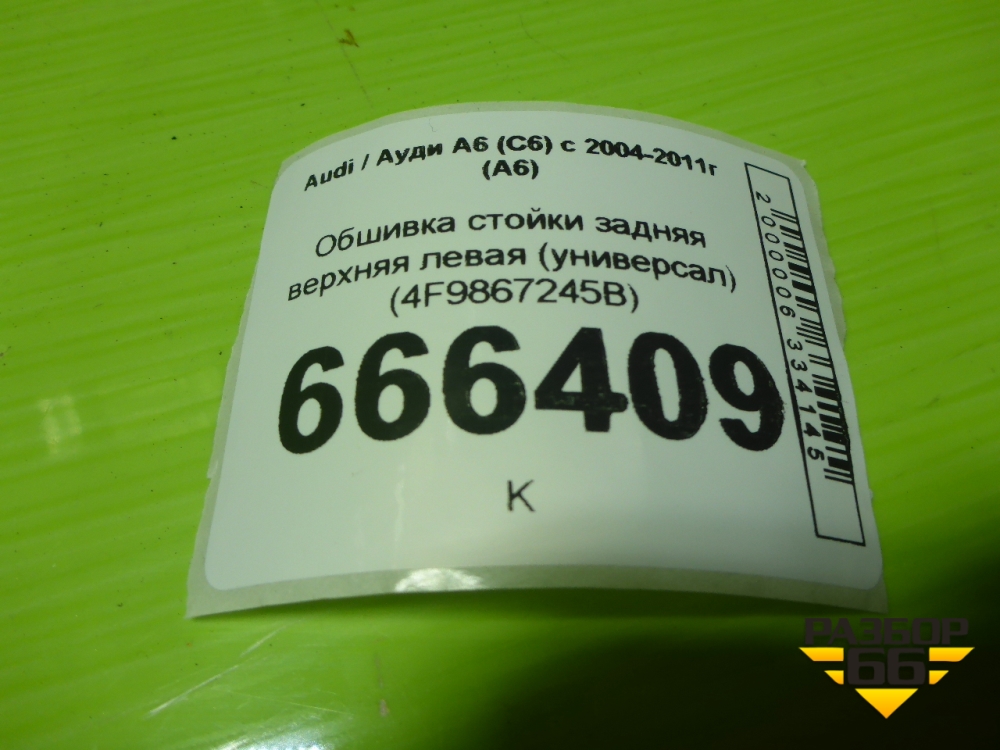 Audi / Ауди А6 (С6) с 2004-2011г
(А6)
Обшивка стойки задняя
верхняя левая (универсал)
(4F9867245B)
666409
К
2000006334145
РАЗБОР
66